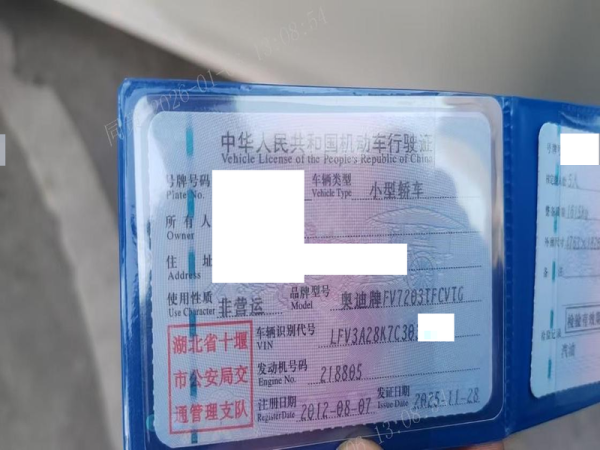 中华人民共和国机动车行驶证
Vehicle License of the People's Republic of China
号牌号码 车辆类型 小型轿车
Plate No. Vehicle Type
所有人
Owner
住址
Address
使用性质 非营运 品牌型号 奥迪牌FV7203TFCVTG
Use Character Model
车辆识别代号 LFV3A28K7C30
VIN
发动机号码 218805
Engine No.
注册日期 2012-08-07 发证日期 2025-11-28
Register Date Issue Date
湖北省十堰
市公安局交
通管理支队
5人